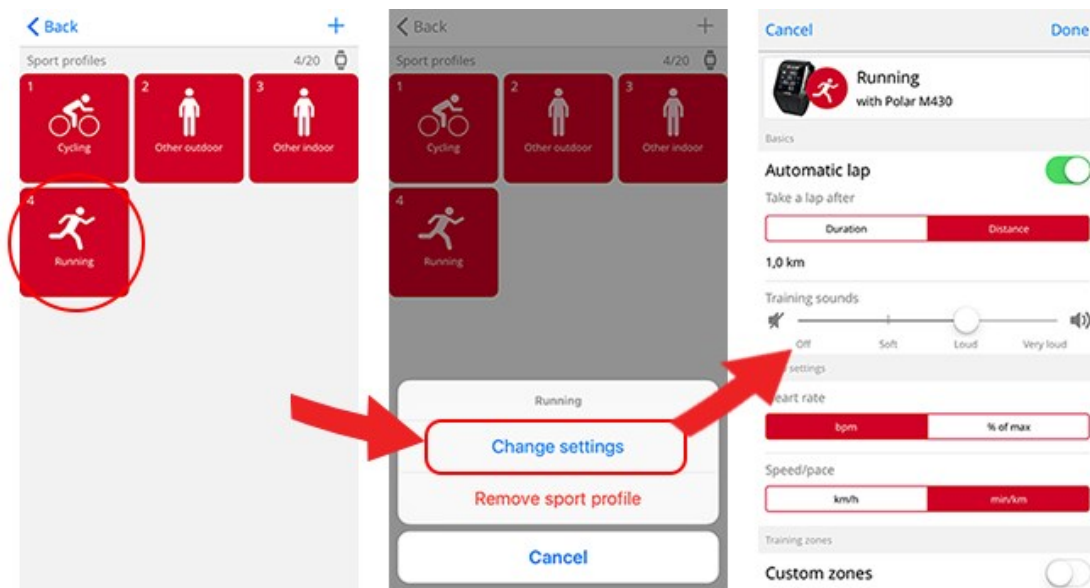 Back
+
Sport profiles 4/20
1
Cycling
2
Other outdoor
3
Other indoor
4
Running
Back
+
Sport profiles 4/20
1
Cycling
2
Other outdoor
3
Other indoor
4
Running
Running
Change settings
Remove sport profile
Cancel
Cancel Done
Running
with Polar M430
Basics
Automatic lap
Take a lap after
Duration Distance
1,0 km
Training sounds
Off Soft Loud Very loud
settings
eart rate
bpm % of max
Speed/pace
km/h min/km
Training zones
Custom zones